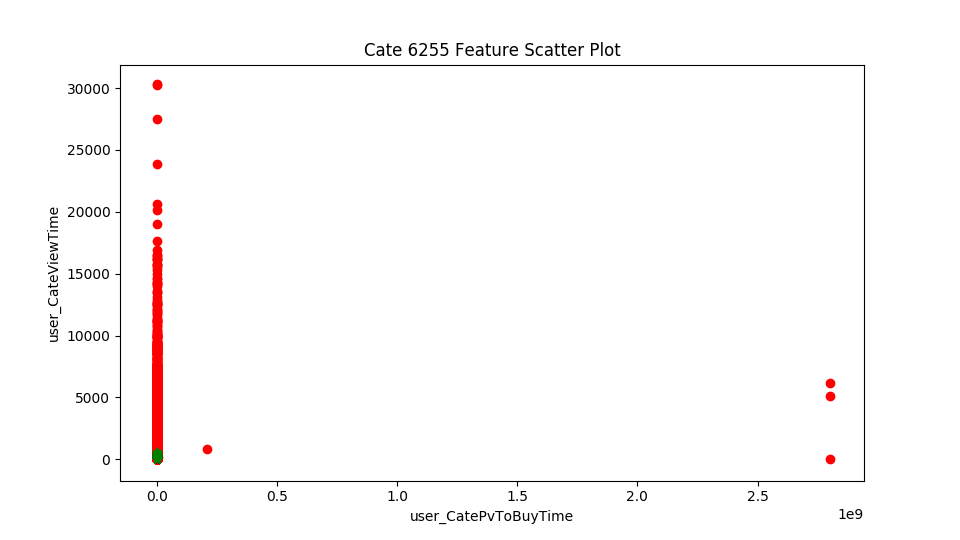 Cate 6255 Feature Scatter Plot
30000
25000
20000
15000
10000
5000
0
user_CateViewTime
0.0 0.5 1.0 1.5 2.0 2.5
1e9
user_CatePvToBuyTime